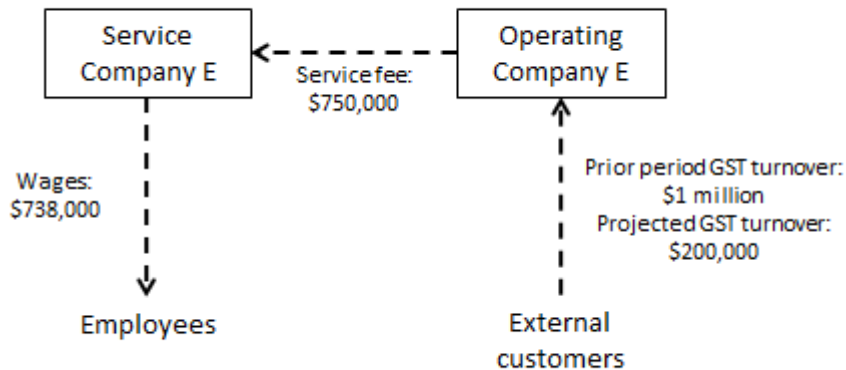 Service
Company E
Operating
Company E
Service fee:
$750,000
Wages:
$738,000
Prior period GST turnover:
$1 million
Projected GST turnover:
$200,000
Employees
External
customers